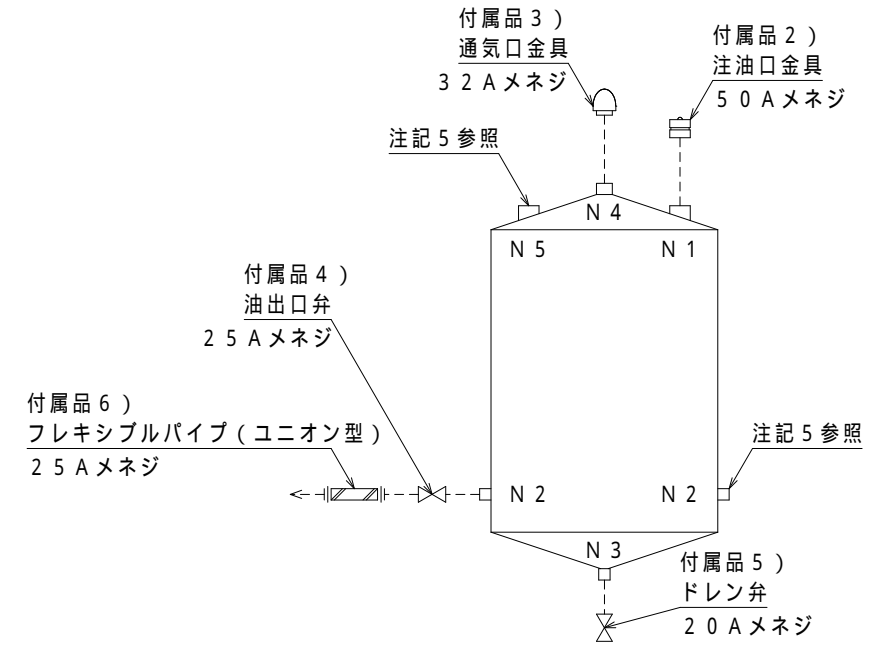 付属品３）
通気口金具
３２Ａメネジ
付属品２）
注油口金具
５０Ａメネジ
注記５参照
Ｎ４
Ｎ５
Ｎ１
付属品４）
油出口弁
２５Ａメネジ
付属品６）
フレキシブルパイプ（ユニオン型）
２５Ａメネジ
注記５参照
Ｎ２
Ｎ２
Ｎ３
付属品５）
ドレン弁
２０Ａメネジ